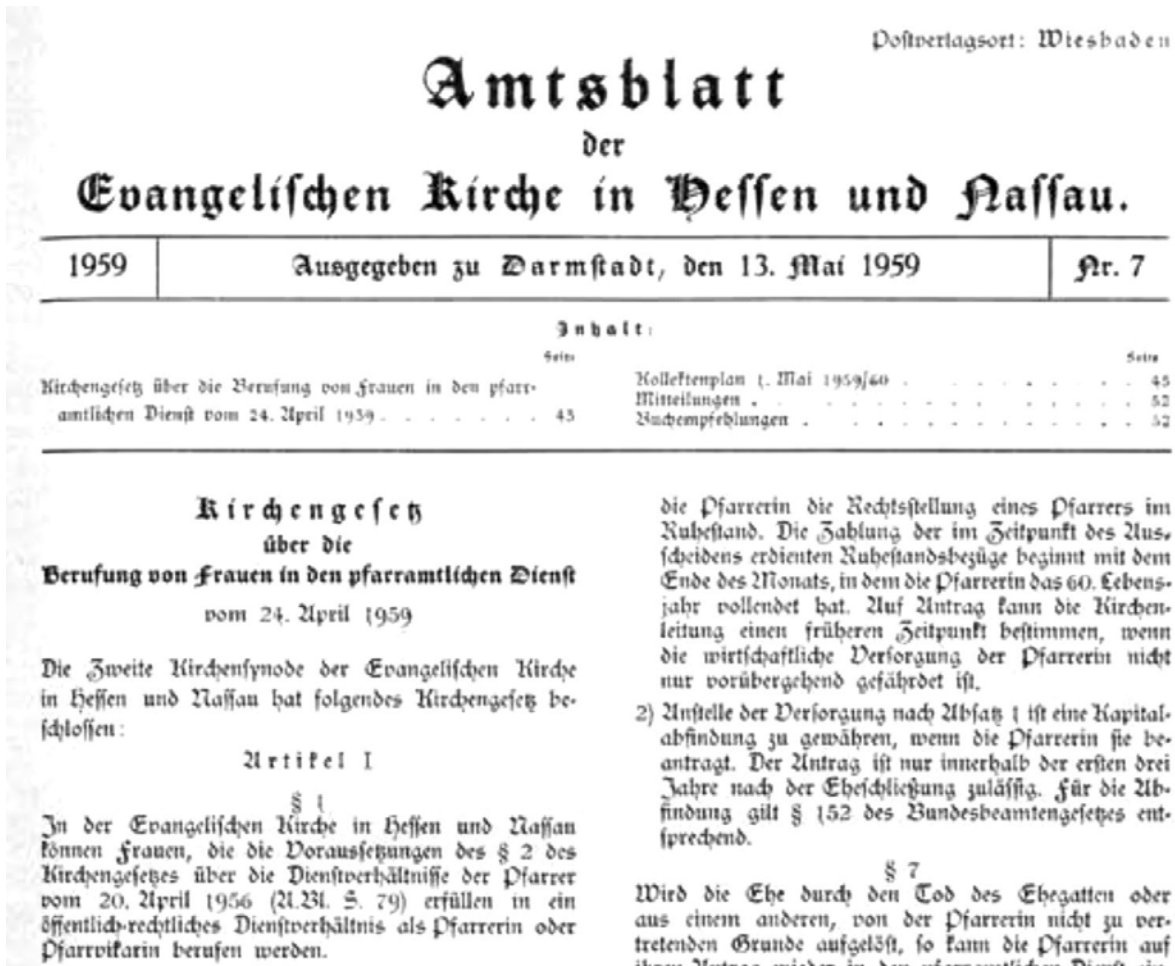 Postverlagsort: Wiesbaden
Amtsblatt
der
Evangelischen Kirche in Hessen und Nassau.
1959
Ausgegeben zu Darmstadt, den 13. Mai 1959
Nr. 7
Inhalt:
Seite
Kirchengesetz über die Berufung von Frauen in den pfarr-
amtlichen Dienst vom 24. April 1959 . . . . . . 43
Seite
Kollektenplan 1. Mai 1959/60 . . . . . . . . 45
Mitteilungen . . . . . . . . . . . . 52
Buchempfehlungen . . . . . . . . . . . 52
Kirchengesetz
über die
Berufung von Frauen in den pfarramtlichen Dienst
vom 24. April 1959
Die Zweite Kirchensynode der Evangelischen Kirche
in Hessen und Nassau hat folgendes Kirchengesetz be-
schlossen:
Artikel I
§ 1
In der Evangelischen Kirche in Hessen und Nassau
können Frauen, die die Voraussetzungen des § 2 des
Kirchengesetzes über die Dienstverhältnisse der Pfarrer
vom 20. April 1956 (A.Bl. S. 79) erfüllen in ein
öffentlich-rechtliches Dienstverhältnis als Pfarrerin oder
Pfarrvikarin berufen werden.
die Pfarrerin die Rechtsstellung eines Pfarrers im
Ruhestand. Die Zahlung der im Zeitpunkt des Aus-
scheidens erdienten Ruhestandsbezüge beginnt mit dem
Ende des Monats, in dem die Pfarrerin das 60. Lebens-
jahr vollendet hat. Auf Antrag kann die Kirchen-
leitung einen früheren Zeitpunkt bestimmen, wenn
die wirtschaftliche Versorgung der Pfarrerin nicht
nur vorübergehend gefährdet ist.
2) Anstelle der Versorgung nach Absatz 1 ist eine Kapital-
abfindung zu gewähren, wenn die Pfarrerin sie be-
antragt. Der Antrag ist nur innerhalb der ersten drei
Jahre nach der Eheschließung zulässig. Für die Ab-
findung gilt § 152 des Bundesbeamtengesetzes ent-
sprechend.
§ 7
Wird die Ehe durch den Tod des Ehegatten oder
aus einem anderen, von der Pfarrerin nicht zu ver-
tretenden Grunde aufgelöst, so kann die Pfarrerin auf